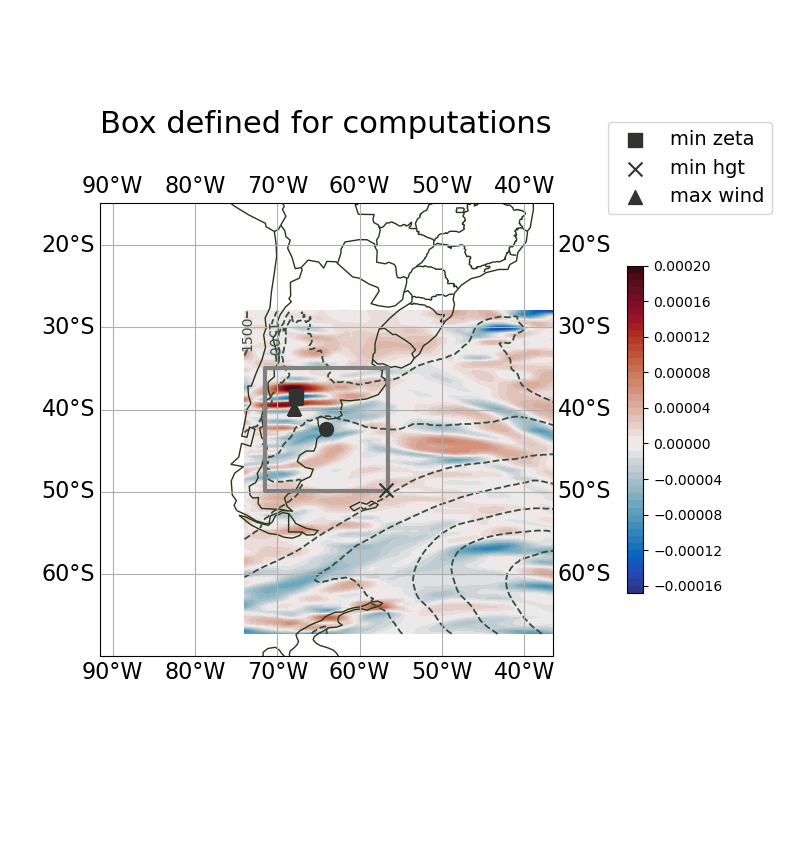 Box defined for computations
min zeta
min hgt
max wind
90°W 80°W 70°W 60°W 50°W 40°W
20°S 20°S
30°S 30°S
40°S 40°S
50°S 50°S
60°S 60°S
90°W 80°W 70°W 60°W 50°W 40°W
1500
0.00020
0.00016
0.00012
0.00008
0.00004
0.00000
−0.00004
−0.00008
−0.00012
−0.00016